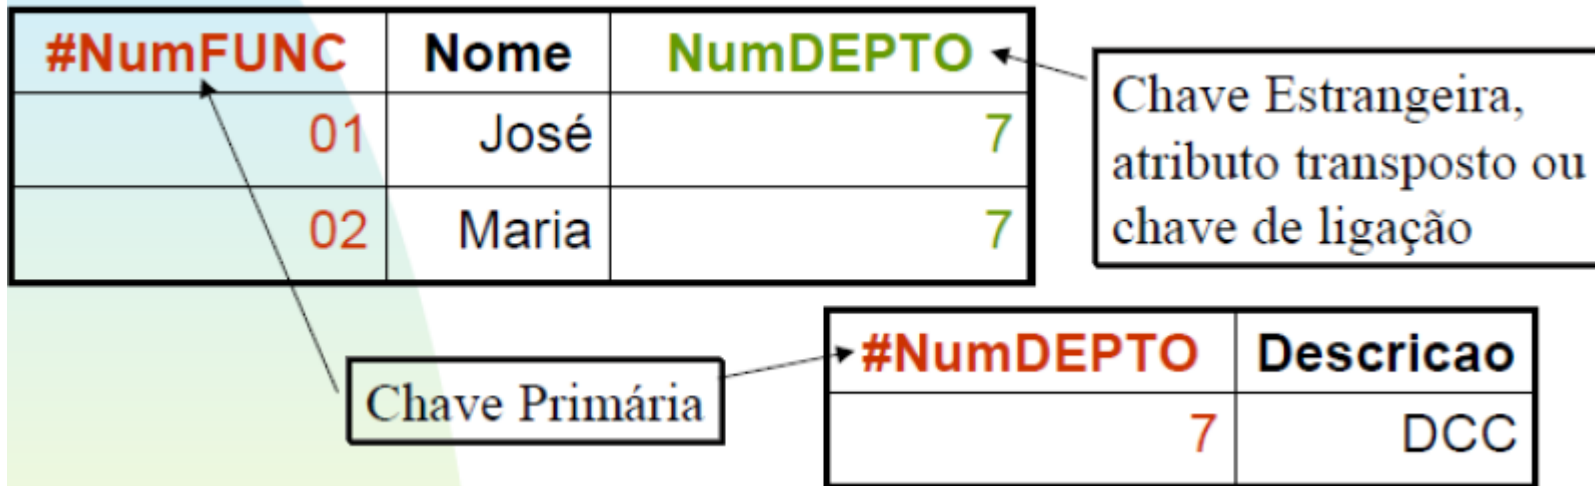 #NumFUNC Nome NumDEPTO
01 José 7
02 Maria 7
Chave Estrangeira,
atributo transposto ou
chave de ligação
Chave Primária
#NumDEPTO Descricao
7 DCC